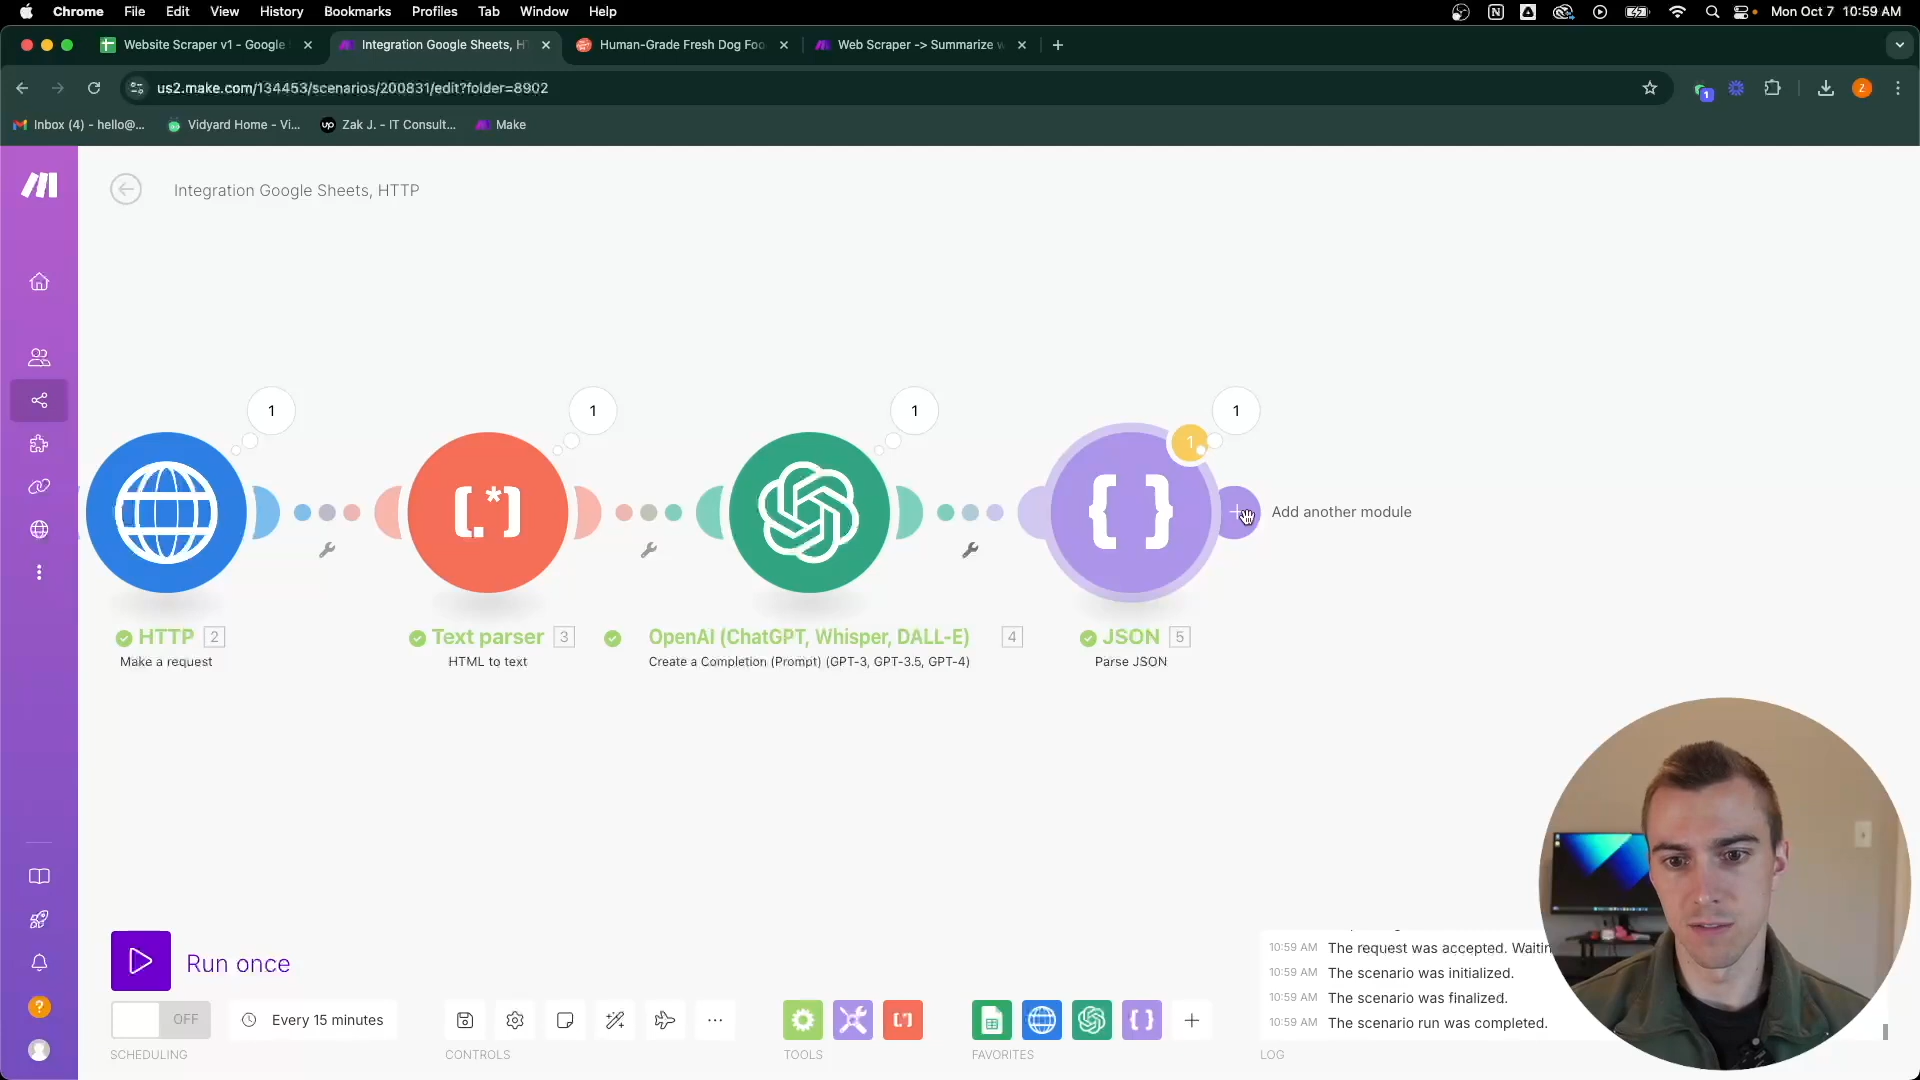 Chrome File Edit View History Bookmarks Profiles Tab Window Help Mon Oct 7 10:59 AM
Website Scraper v1 - Google Integration Google Sheets, HT Human-Grade Fresh Dog Foo Web Scraper -> Summarize w
us2.make.com/134453/scenarios/200831/edit?folder=8902
1 Z
Inbox (4) - hello@... Vidyard Home - Vi... up Zak J. - IT Consult... Make
Integration Google Sheets, HTTP
1 1 1 1
1
Add another module
HTTP 2 Text parser 3 OpenAI (ChatGPT, Whisper, DALL-E) 4 JSON 5
Make a request HTML to text Create a Completion (Prompt) (GPT-3, GPT-3.5, GPT-4) Parse JSON
Run once
10:59 AM The request was accepted. Waitin
10:59 AM The scenario was initialized.
10:59 AM The scenario was finalized.
10:59 AM The scenario run was completed.
OFF Every 15 minutes
SCHEDULING CONTROLS TOOLS FAVORITES LOG